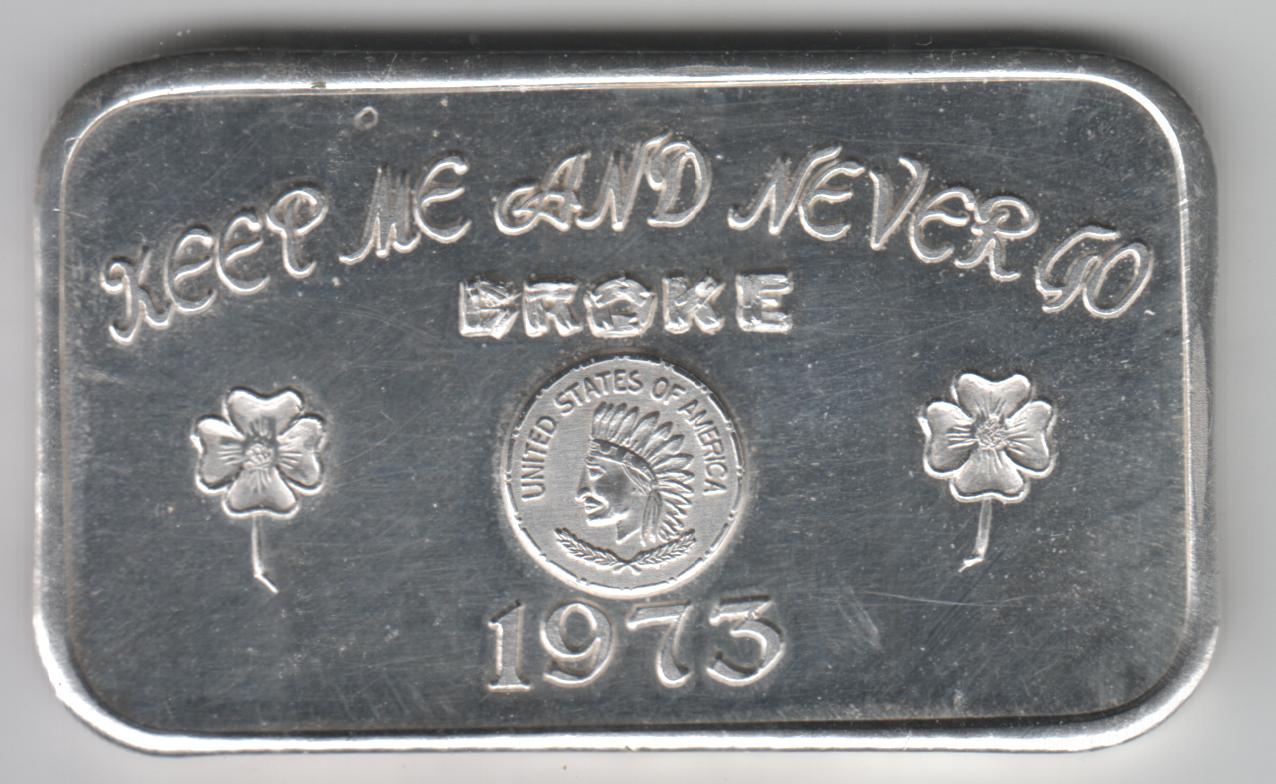 KEEP ME AND NEVER GO
BROKE
UNITED STATES OF AMERICA
1973